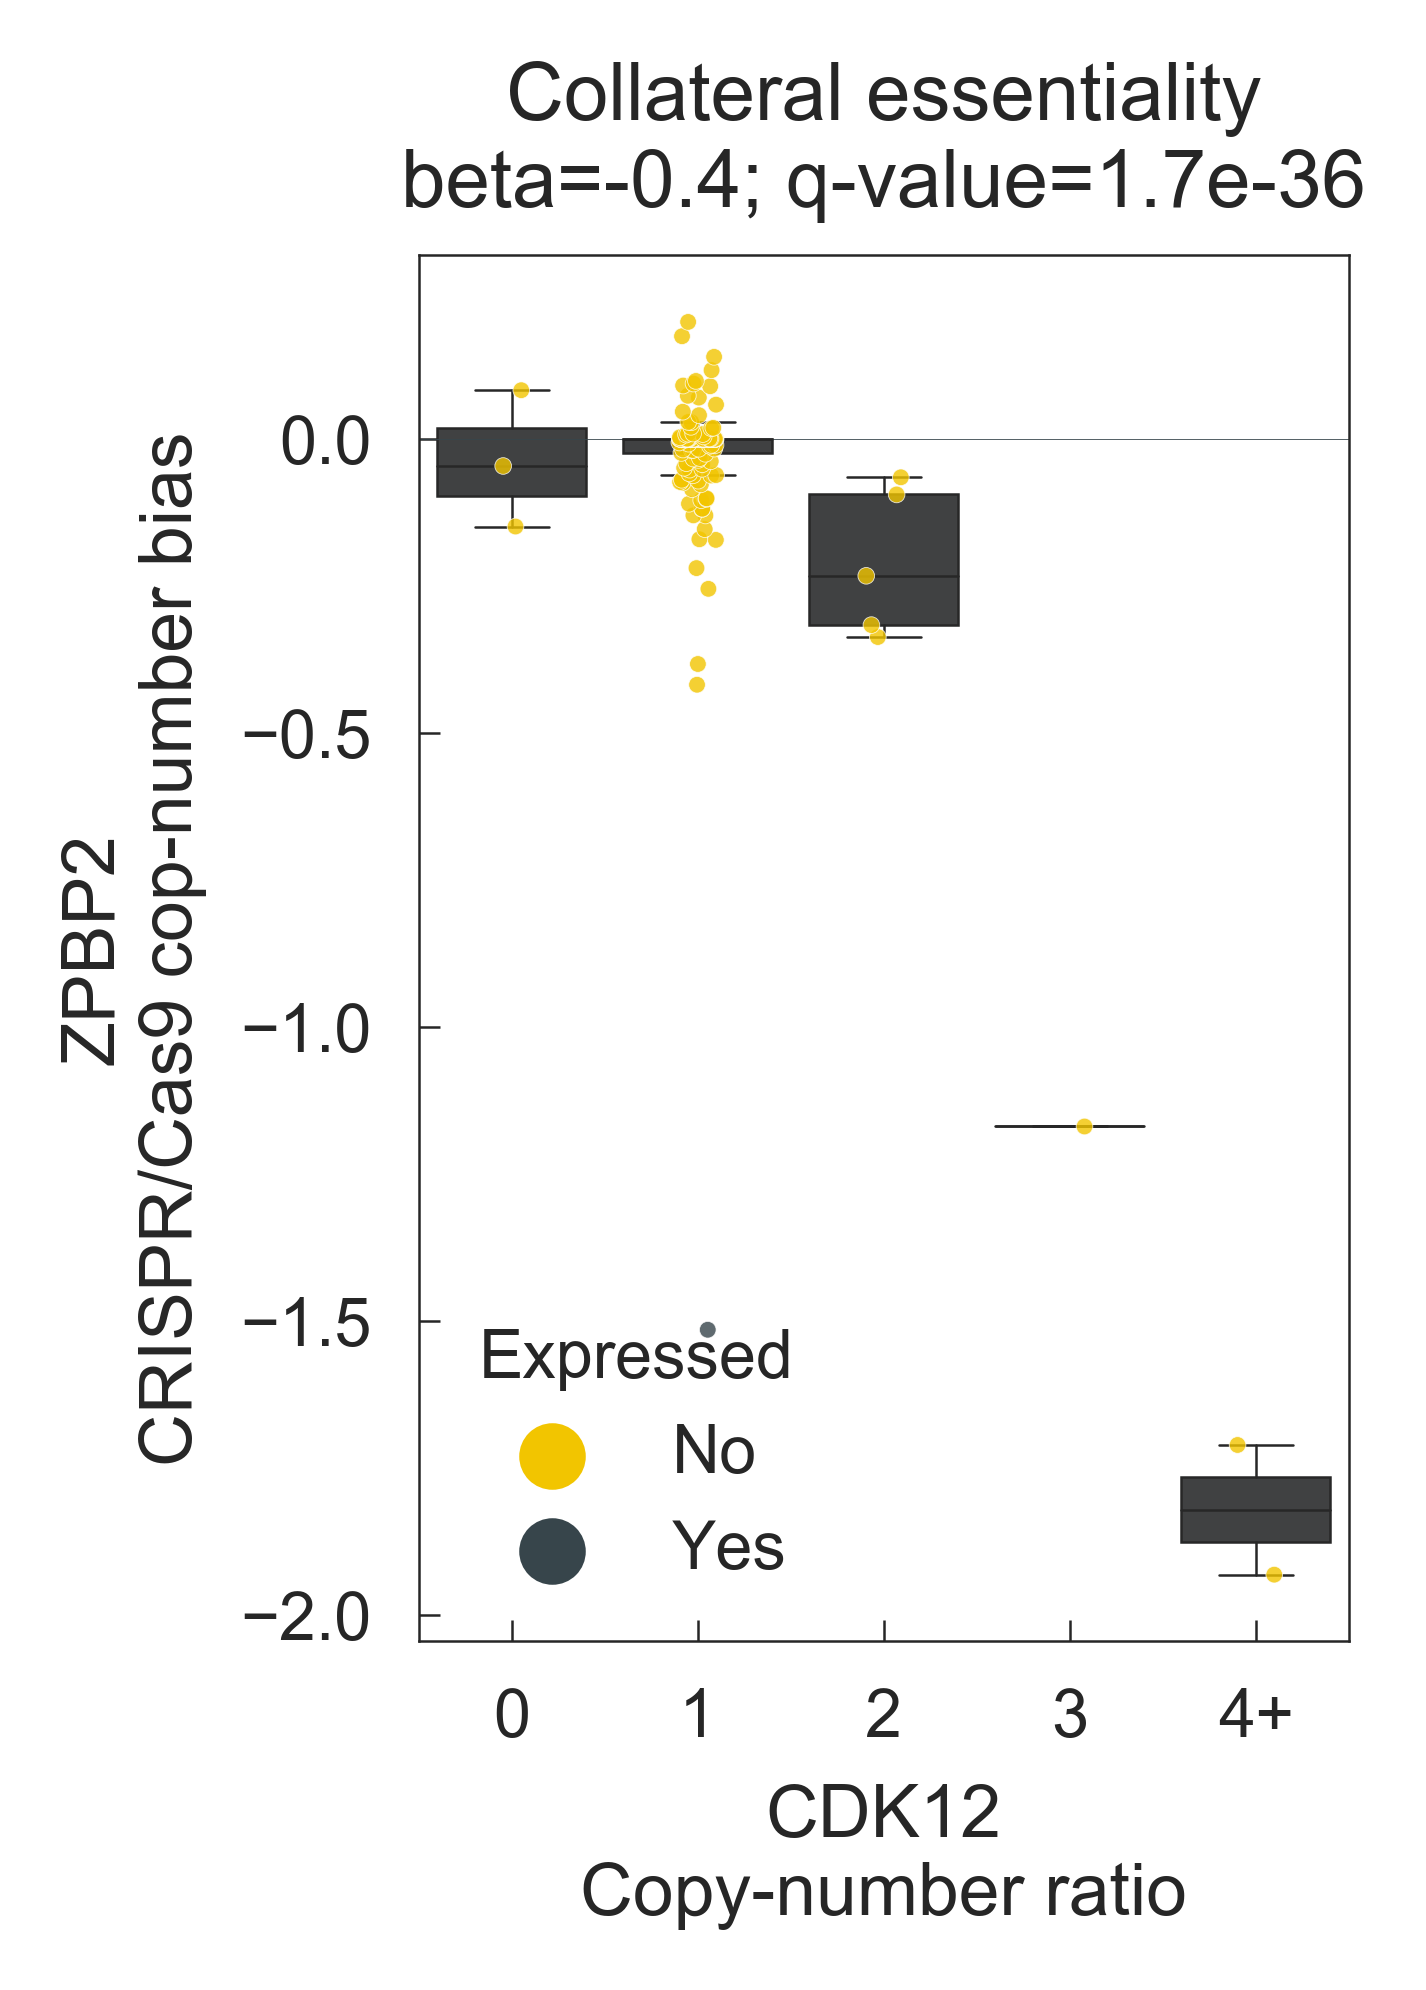 Collateral essentiality
beta=-0.4; q-value=1.7e-36
ZPBP2
CRISPR/Cas9 cop-number bias
0.0
−0.5
−1.0
−1.5
−2.0
Expressed
No
Yes
0 1 2 3 4+
CDK12
Copy-number ratio